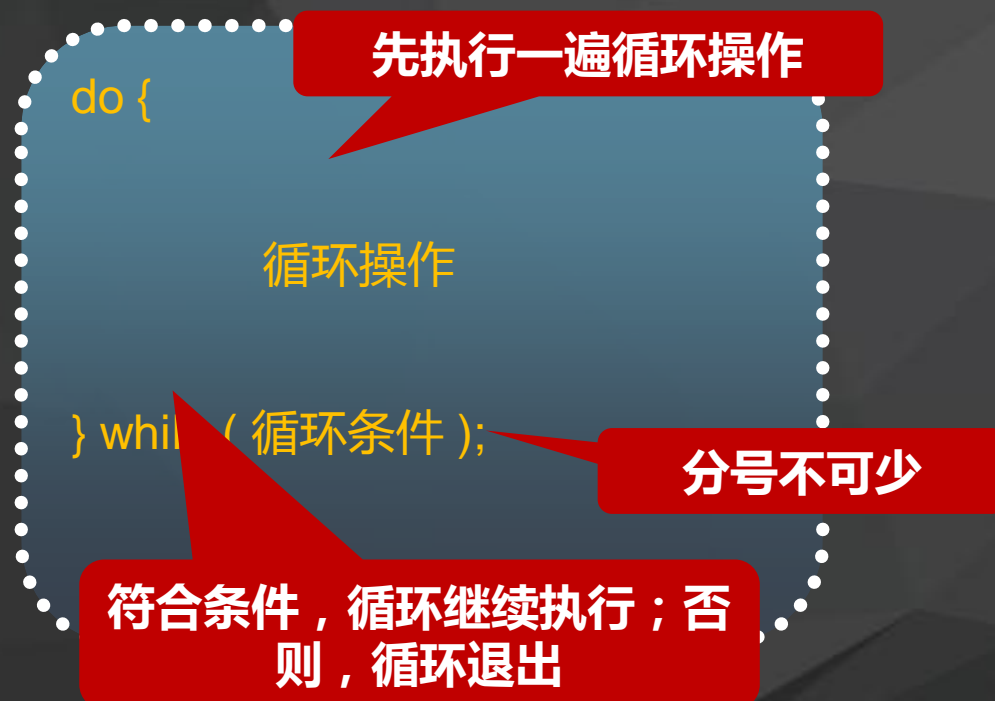 先执行一遍循环操作
do {
循环操作
} whil ( 循环条件 );
分号不可少
符合条件，循环继续执行；否
则，循环退出